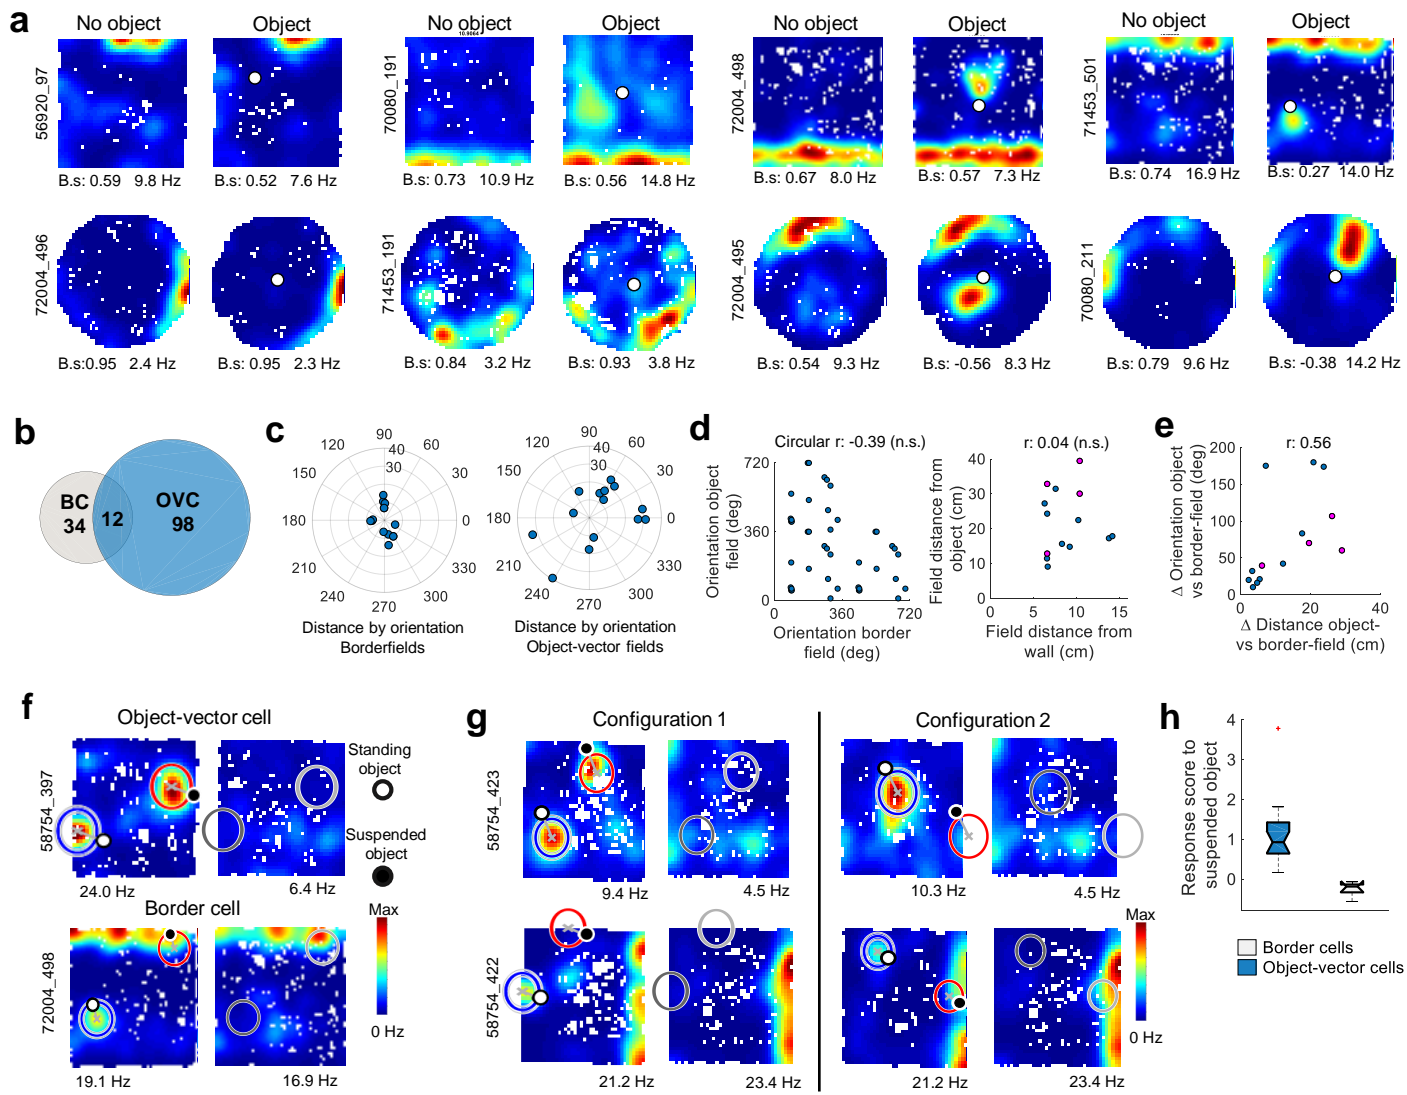 a
No object
Object
No object
Object
No object
Object
No object
Object
10.9064
56920_97
70080_191
72004_498
71453_501
B.s: 0.59 9.8 Hz
B.s: 0.52 7.6 Hz
B.s: 0.73 10.9 Hz
B.s: 0.56 14.8 Hz
B.s: 0.67 8.0 Hz
B.s: 0.57 7.3 Hz
B.s: 0.74 16.9 Hz
B.s: 0.27 14.0 Hz
72004_496
71453_191
72004_495
70080_211
B.s:0.95 2.4 Hz
B.s: 0.95 2.3 Hz
B.s: 0.84 3.2 Hz
B.s: 0.93 3.8 Hz
B.s: 0.54 9.3 Hz
B.s: -0.56 8.3 Hz
B.s: 0.79 9.6 Hz
B.s: -0.38 14.2 Hz
b
BC
34
12
OVC
98
c
90
120
60
40
150
30
30
180
0
210
330
240
300
270
Distance by orientation
Borderfields
90
120
60
40
150
30
30
180
0
210
330
240
300
270
Distance by orientation
Object-vector fields
d
Circular r: -0.39 (n.s.)
Orientation object
field (deg)
720
360
0
0
360
720
Orientation border
field (deg)
r: 0.04 (n.s.)
Field distance from
object (cm)
40
30
20
10
0
0
5
10
15
Field distance from
wall (cm)
e
r: 0.56
Δ Orientation object
vs border-field (deg)
200
150
100
50
0
0
20
40
Δ Distance object-
vs border-field (cm)
f
Object-vector cell
58754_397
24.0 Hz
6.4 Hz
Standing
object
Suspended
object
Border cell
72004_498
19.1 Hz
16.9 Hz
Max
0 Hz
g
Configuration 1
Configuration 2
58754_423
9.4 Hz
4.5 Hz
10.3 Hz
4.5 Hz
58754_422
21.2 Hz
23.4 Hz
21.2 Hz
23.4 Hz
Max
0 Hz
h
Response score to
suspended object
4
3
2
1
0
Border cells
Object-vector cells